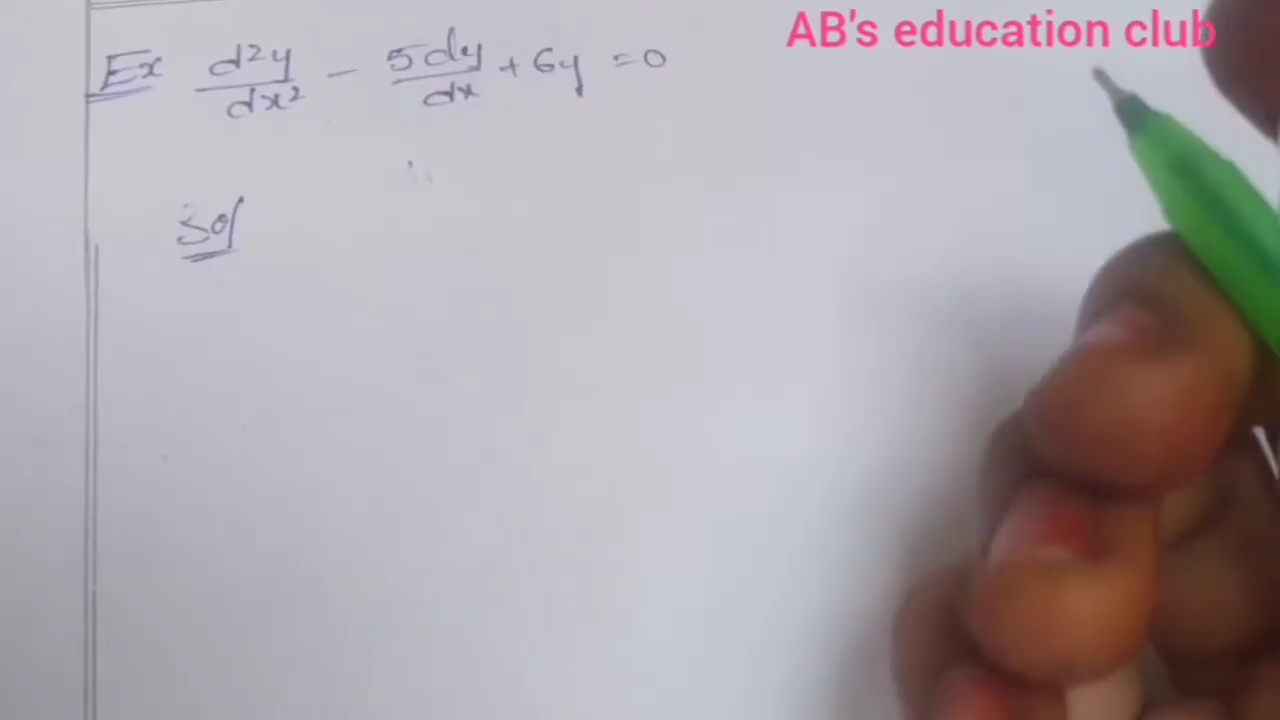 AB's education club
Ex d²y/dx² - 5dy/dx + 6y = 0
Sol